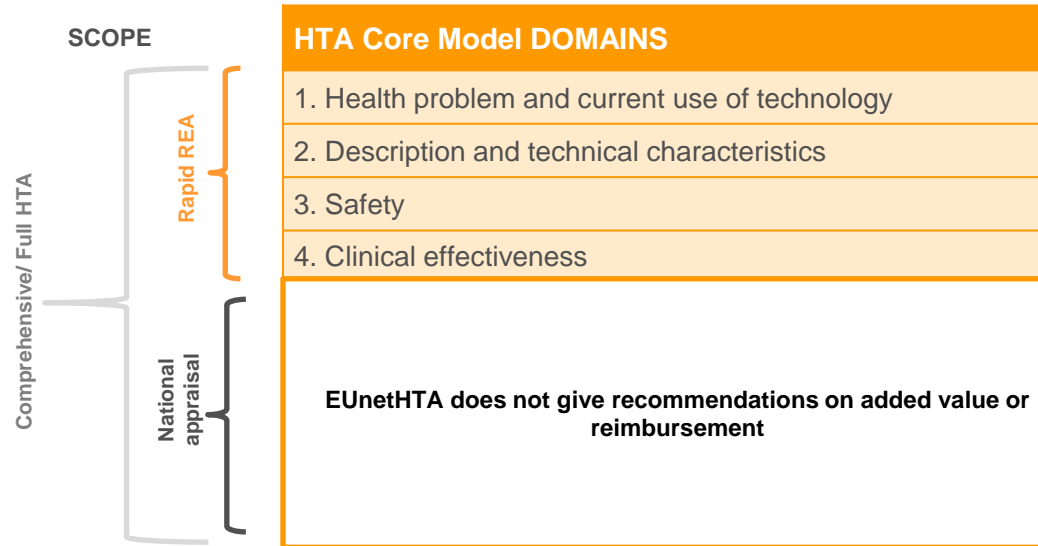 SCOPE
HTA Core Model DOMAINS
Comprehensive/ Full HTA
Rapid REA
1. Health problem and current use of technology
2. Description and technical characteristics
3. Safety
4. Clinical effectiveness
National
appraisal
EUnetHTA does not give recommendations on added value or
reimbursement